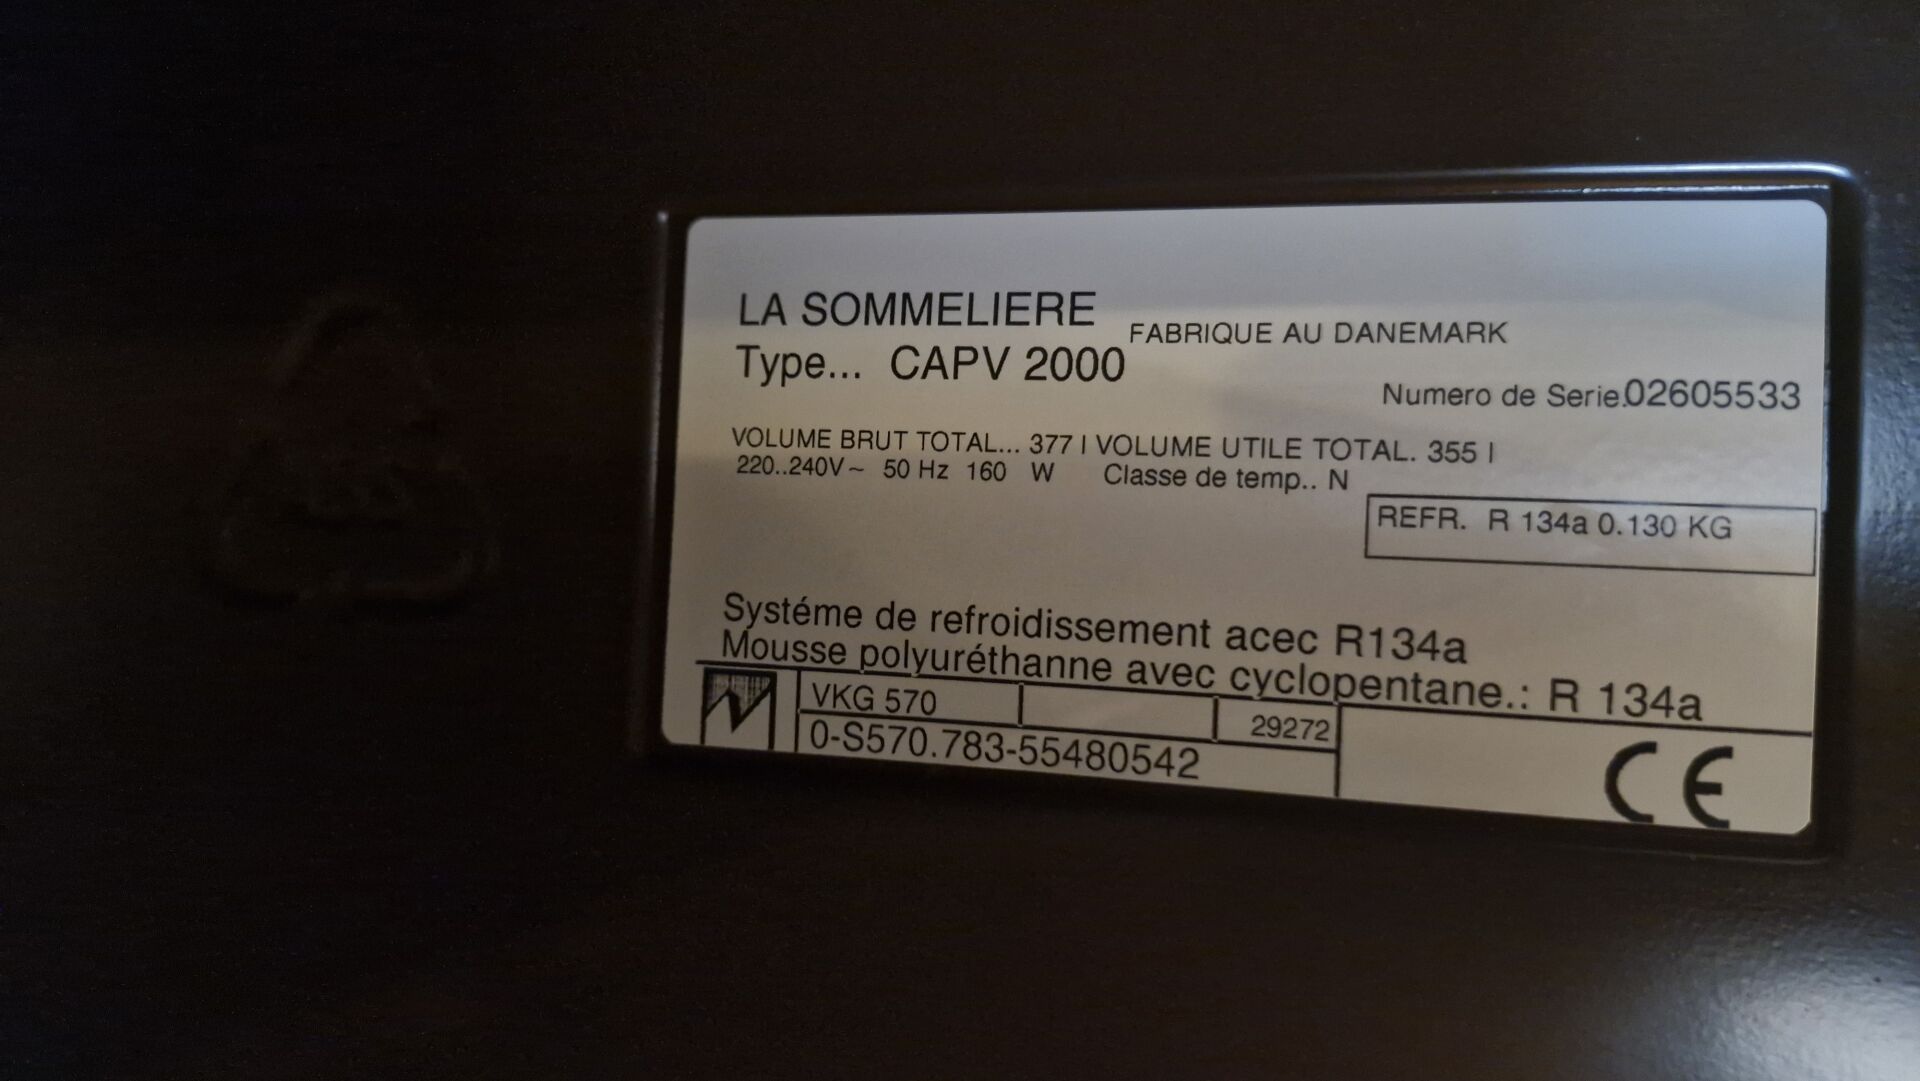 LA SOMMELIERE
FABRIQUE AU DANEMARK
Type... CAPV 2000
Numero de Serie.02605533
VOLUME BRUT TOTAL... 377 l VOLUME UTILE TOTAL. 355 l
220..240V~ 50 Hz 160 W Classe de temp.. N
REFR. R 134a 0.130 KG
Systéme de refroidissement acec R134a
Mousse polyuréthanne avec cyclopentane.: R 134a
VKG 570
29272
0-S570.783-55480542
CE